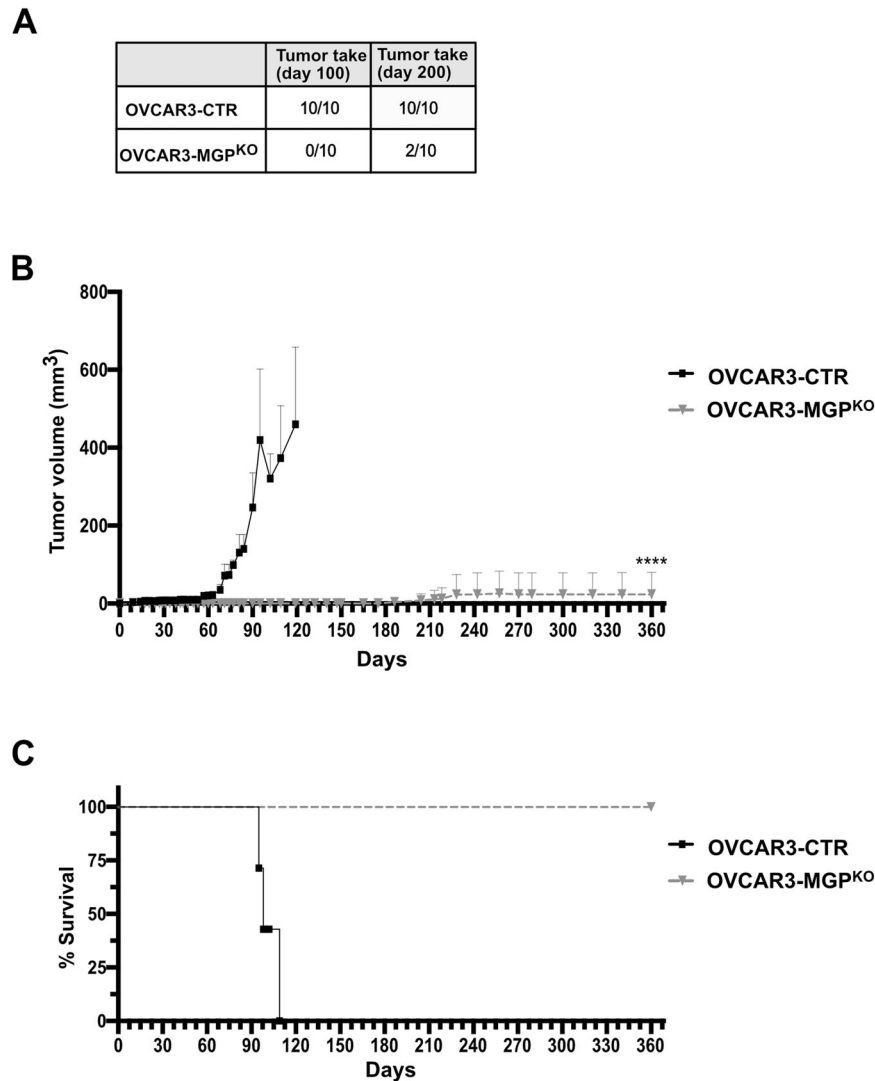 A
Tumor take Tumor take
(day 100) (day 200)
OVCAR3-CTR 10/10 10/10
OVCAR3-MGPKO 0/10 2/10
B
800
600
400
200
0
Tumor volume (mm3)
0 30 60 90 120 150 180 210 240 270 300 330 360
Days
****
OVCAR3-CTR
OVCAR3-MGPKO
C
100
75
50
25
0
% Survival
0 30 60 90 120 150 180 210 240 270 300 330 360
Days
OVCAR3-CTR
OVCAR3-MGPKO